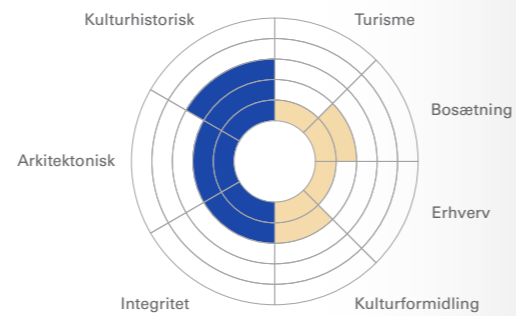 Kulturhistorisk
Turisme
Bosætning
Arkitektonisk
Erhverv
Integritet
Kulturformidling